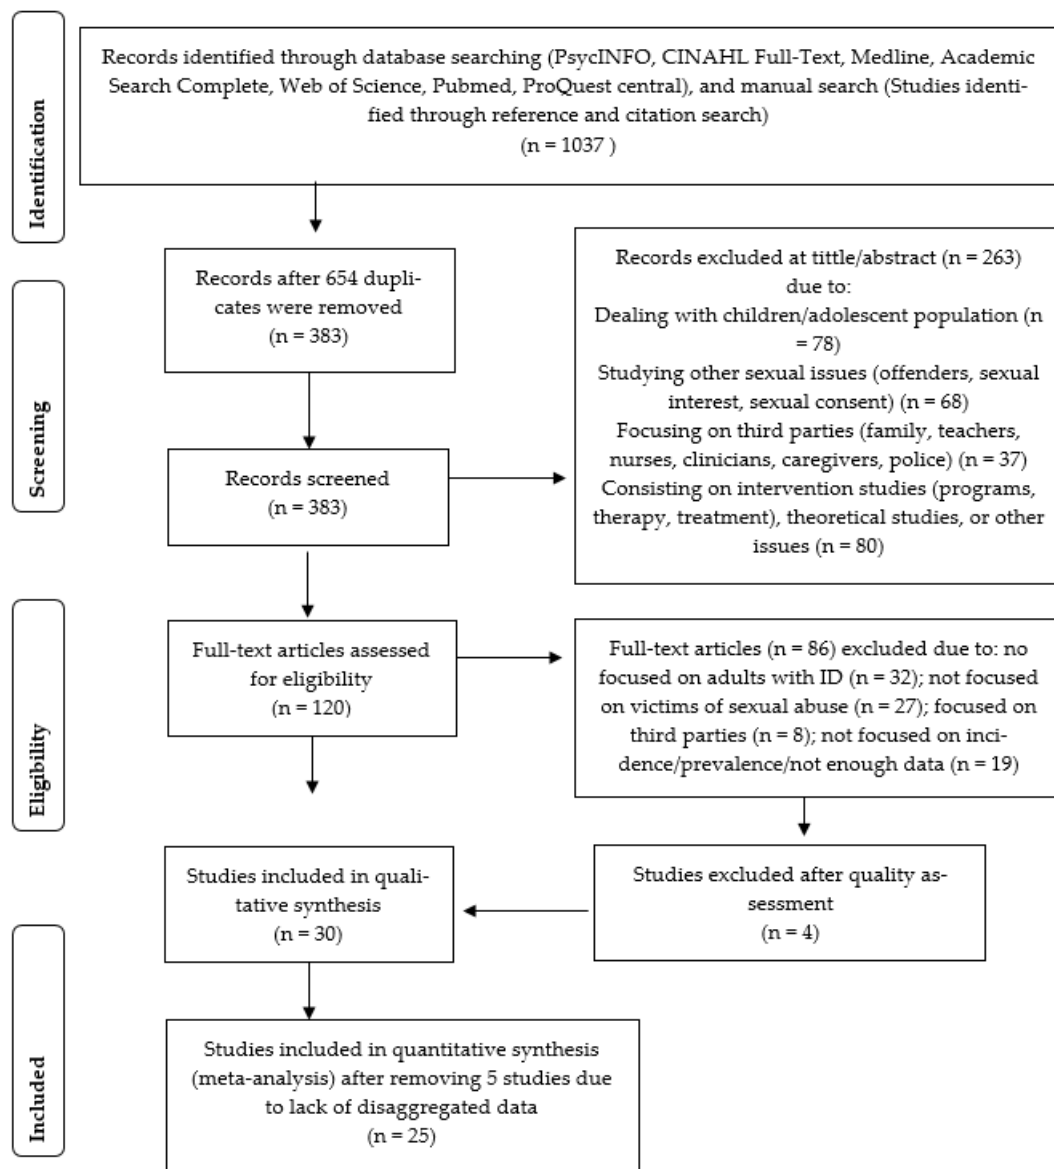 Identification
Records identified through database searching (PsycINFO, CINAHL Full-Text, Medline, Academic
Search Complete, Web of Science, Pubmed, ProQuest central), and manual search (Studies identi-
fied through reference and citation search)
(n = 1037 )
Screening
Records after 654 dupli-
cates were removed
(n = 383)
Records screened
(n = 383)
Records excluded at tittle/abstract (n = 263)
due to:
Dealing with children/adolescent population (n
= 78)
Studying other sexual issues (offenders, sexual
interest, sexual consent) (n = 68)
Focusing on third parties (family, teachers,
nurses, clinicians, caregivers, police) (n = 37)
Consisting on intervention studies (programs,
therapy, treatment), theoretical studies, or other
issues (n = 80)
Eligibility
Full-text articles assessed
for eligibility
(n = 120)
Full-text articles (n = 86) excluded due to: no
focused on adults with ID (n = 32); not focused
on victims of sexual abuse (n = 27); focused on
third parties (n = 8); not focused on inci-
dence/prevalence/not enough data (n = 19)
Studies included in quali-
tative synthesis
(n = 30)
Studies excluded after quality as-
sessment
(n = 4)
Included
Studies included in quantitative synthesis
(meta-analysis) after removing 5 studies due
to lack of disaggregated data
(n = 25)